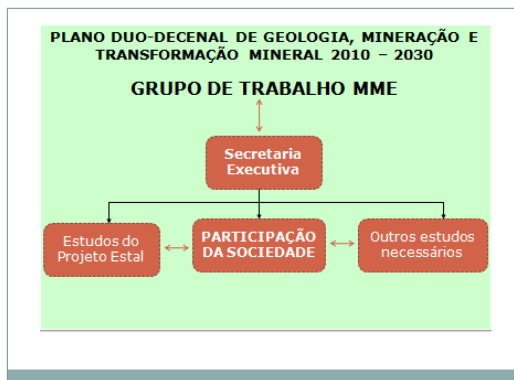 PLANO DUO-DECENAL DE GEOLOGIA, MINERAÇÃO E
TRANSFORMAÇÃO MINERAL 2010 – 2030
GRUPO DE TRABALHO MME
Secretaria
Executiva
Estudos do
Projeto Estal
PARTICIPAÇÃO
DA SOCIEDADE
Outros estudos
necessários